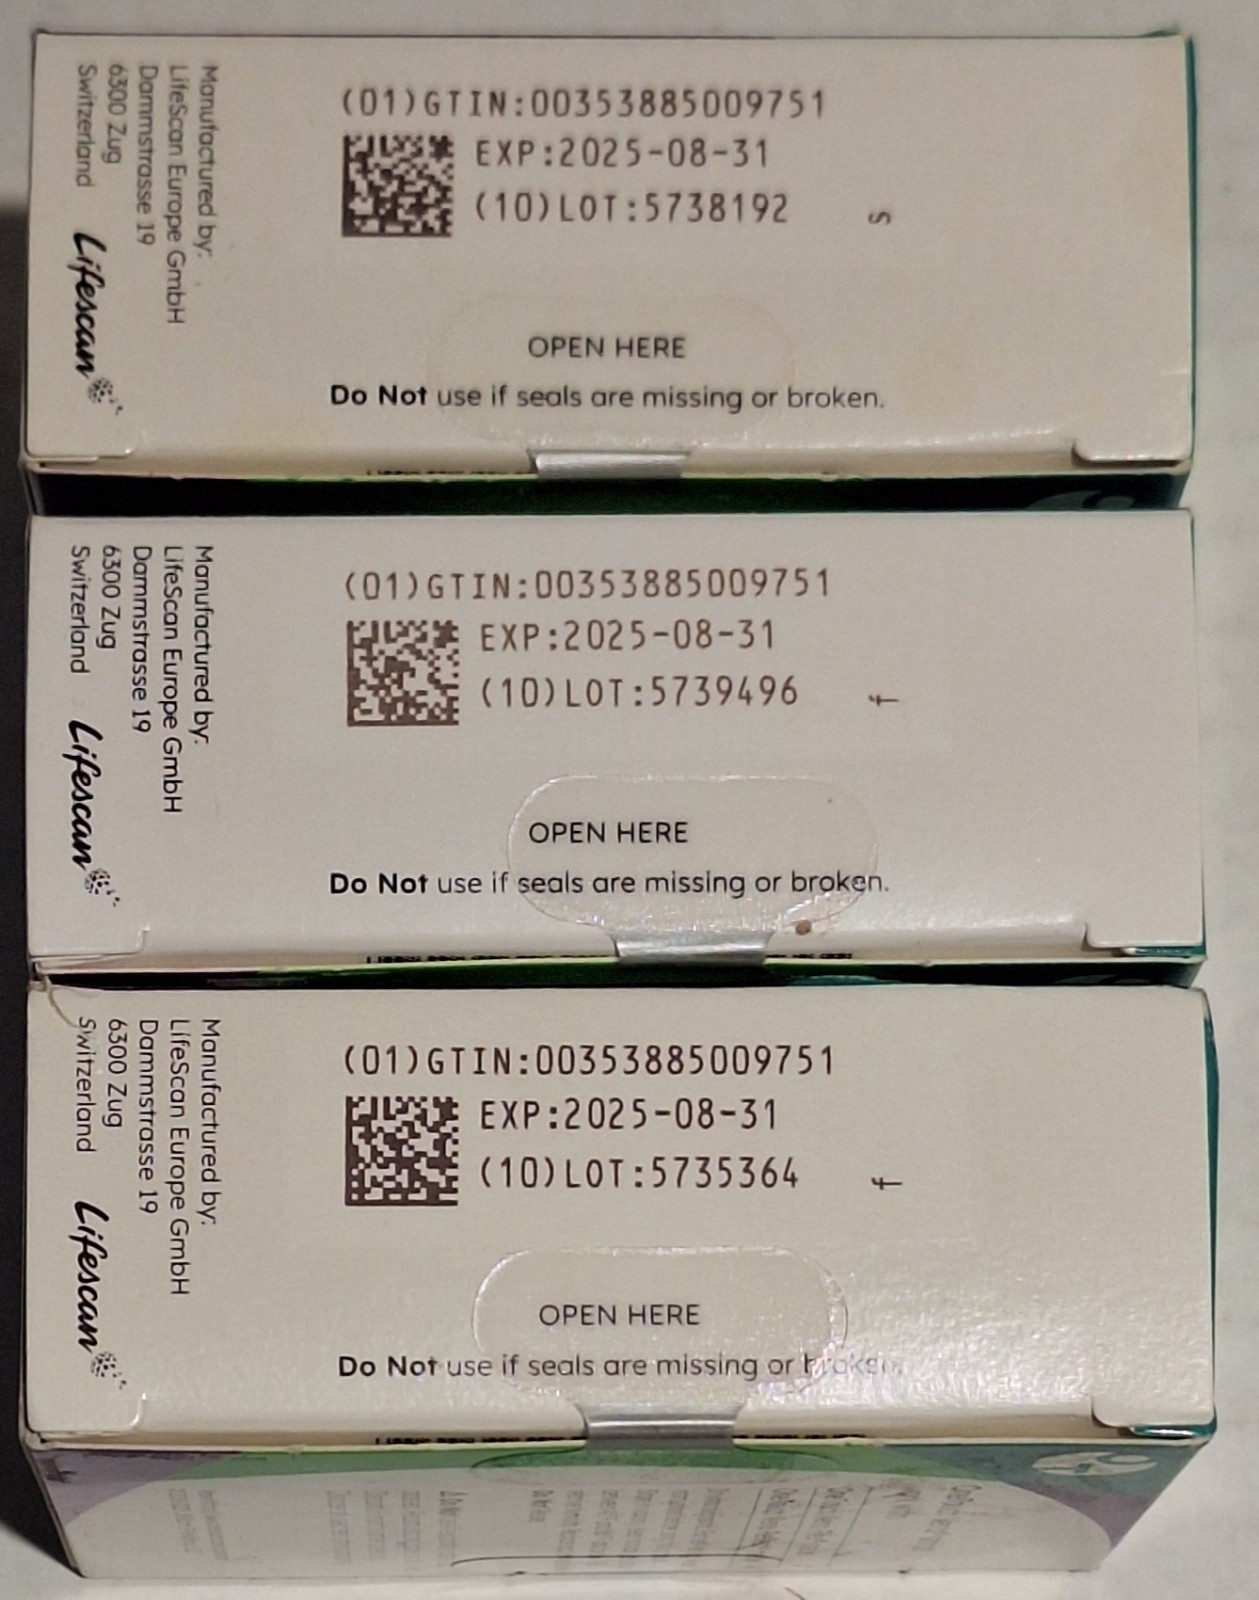 Manufactured by:
LifeScan Europe GmbH
Dammstrasse 19
6300 Zug
Switzerland
Lifescan
(01)GTIN:00353885009751
EXP:2025-08-31
(10)LOT:5738192
s
OPEN HERE
Do Not use if seals are missing or broken.
Manufactured by:
LifeScan Europe GmbH
Dammstrasse 19
6300 Zug
Switzerland
Lifescan
(01)GTIN:00353885009751
EXP:2025-08-31
(10)LOT:5739496
f
OPEN HERE
Do Not use if seals are missing or broken.
Manufactured by:
LifeScan Europe GmbH
Dammstrasse 19
6300 Zug
Switzerland
Lifescan
(01)GTIN:00353885009751
EXP:2025-08-31
(10)LOT:5735364
f
OPEN HERE
Do Not use if seals are missing or broken.